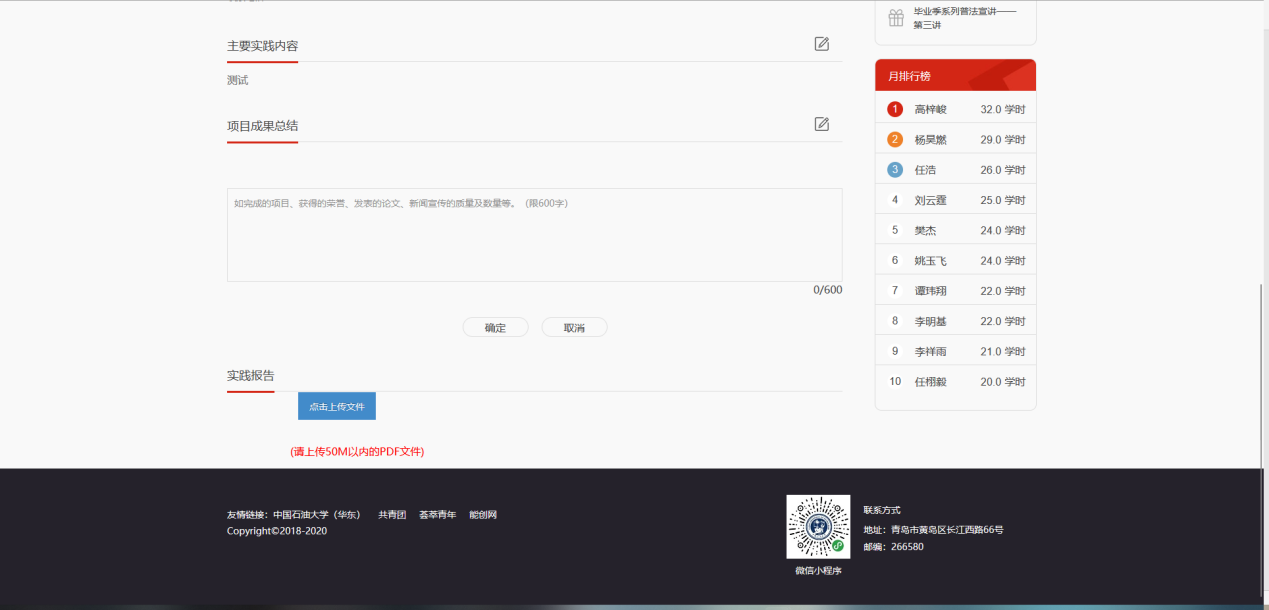 主要实践内容
测试
项目成果总结
如完成的项目、获得的荣誉、发表的论文、新闻宣传的质量及数量等。（限600字）
0/600
确定 取消
实践报告
点击上传文件
(请上传50M以内的PDF文件)
毕业季系列普法宣讲——
第三讲
月排行榜
1 高梓峻 32.0 学时
2 杨昊燃 29.0 学时
3 任浩 26.0 学时
4 刘云霆 25.0 学时
5 樊杰 24.0 学时
6 姚玉飞 24.0 学时
7 谭玮翔 22.0 学时
8 李明基 22.0 学时
9 李祥雨 21.0 学时
10 任栩毅 20.0 学时
友情链接：中国石油大学（华东） 共青团 荟萃青年 能创网
Copyright©2018-2020
微信小程序
联系方式
地址：青岛市黄岛区长江西路66号
邮编：266580